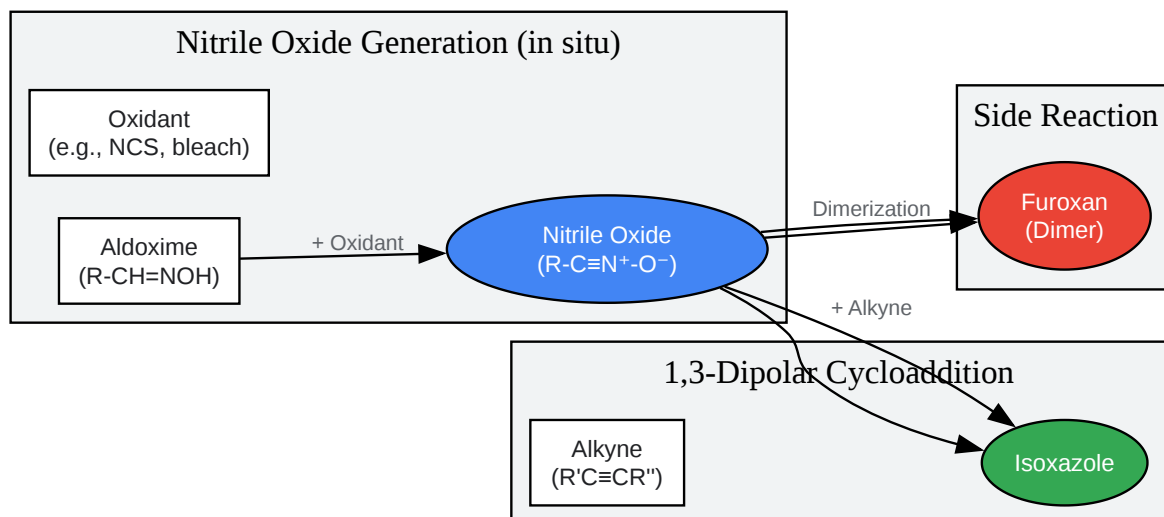 Nitrile Oxide Generation (in situ)
Oxidant
(e.g., NCS, bleach)
Aldoxime
(R-CH=NOH)
+ Oxidant
Nitrile Oxide
(R-C≡N⁺-O⁻)
Dimerization
Side Reaction
Furoxan
(Dimer)
+ Alkyne
1,3-Dipolar Cycloaddition
Alkyne
(R'C≡CR")
Isoxazole